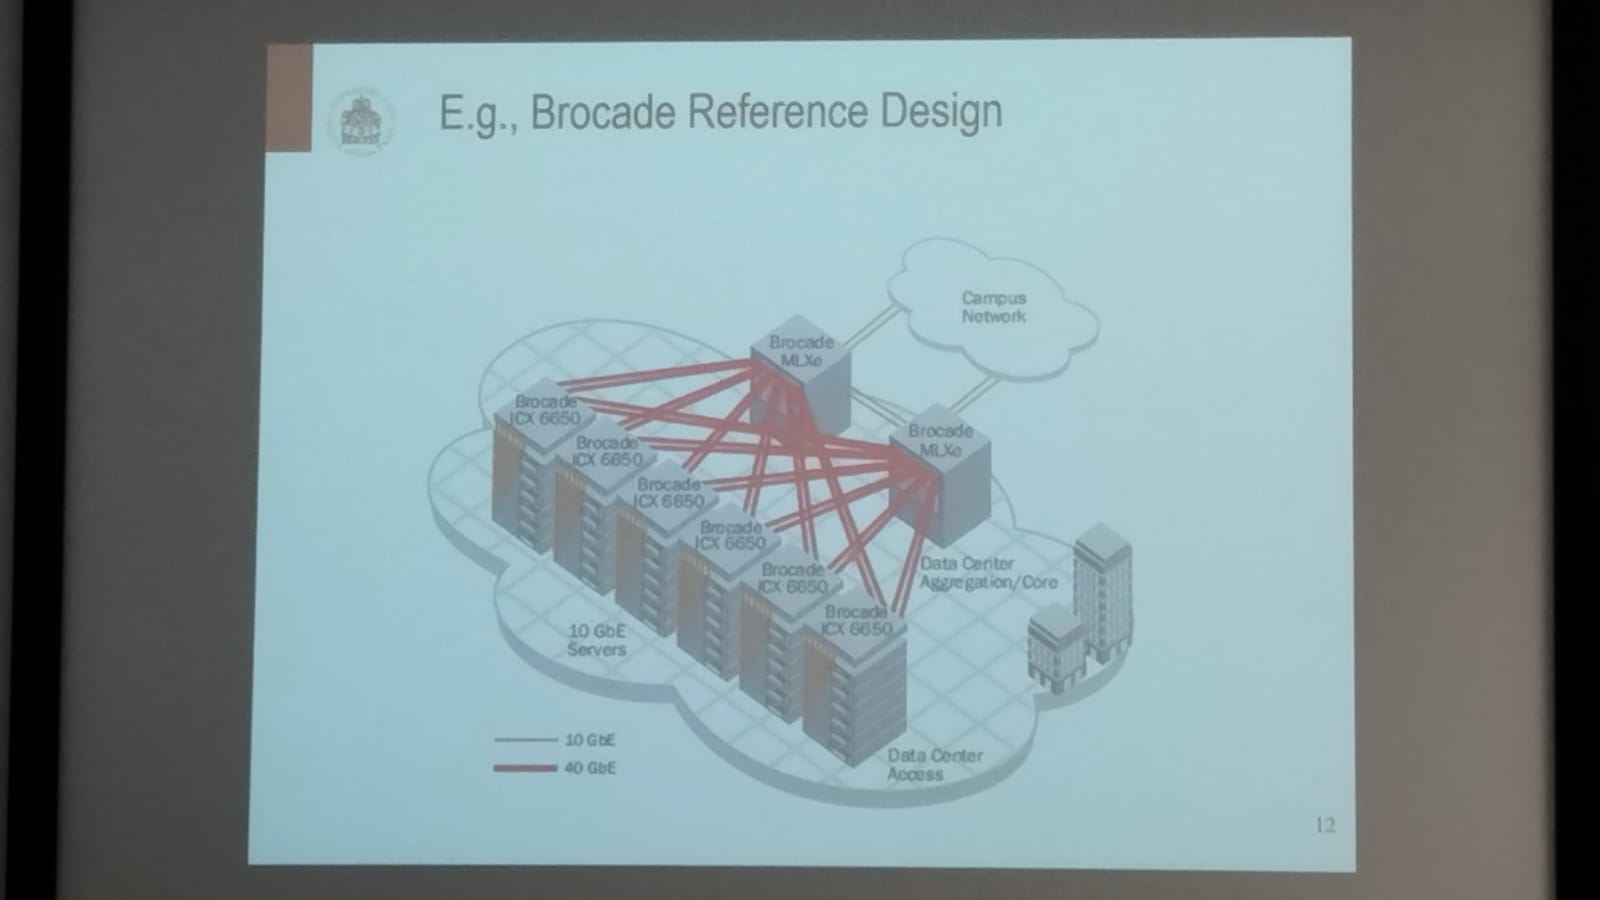 E.g., Brocade Reference Design
Campus
Network
Brocade
MLXe
Brocade
MLXe
Brocade
ICX 6650
Brocade
ICX 6650
Brocade
ICX 6650
Brocade
ICX 6650
Brocade
ICX 6650
Brocade
ICX 6650
Data Center
Aggregation/Core
10 GbE
Servers
10 GbE
40 GbE
Data Center
Access
12